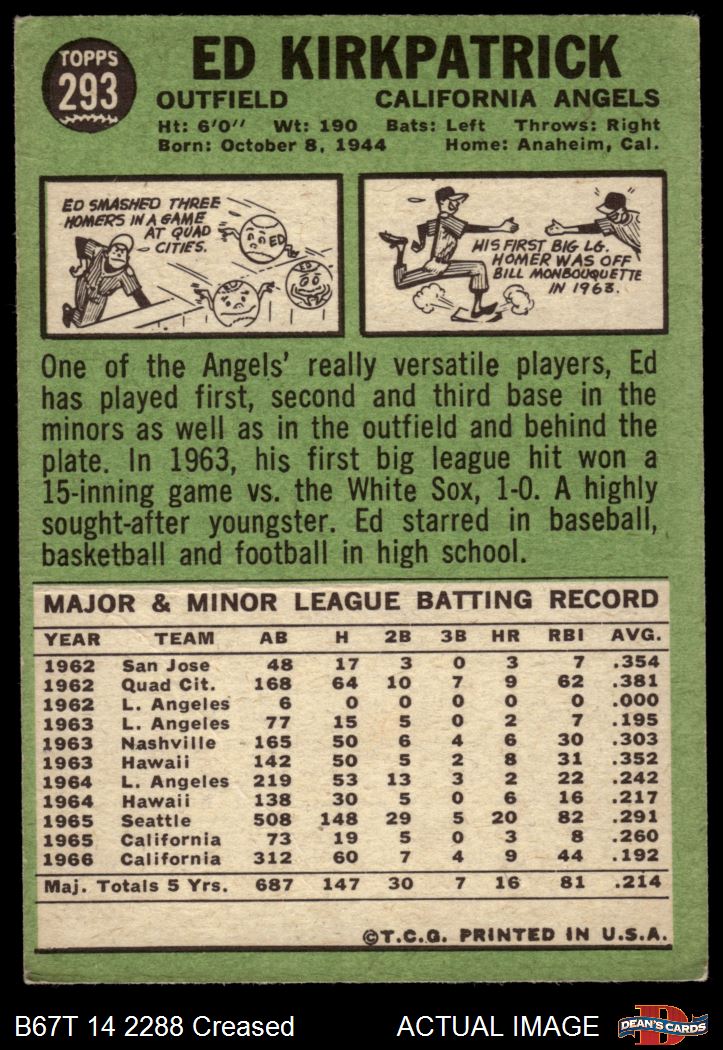 TOPPS
293
ED KIRKPATRICK
OUTFIELD CALIFORNIA ANGELS
Ht: 6'0" Wt: 190 Bats: Left Throws: Right
Born: October 8, 1944 Home: Anaheim, Cal.
ED SMASHED THREE
HOMERS IN A GAME
AT QUAD
CITIES.
ED
ED
HIS FIRST BIG LG.
HOMER WAS OFF
BILL MONBOUQUETTE
IN 1963.
One of the Angels' really versatile players, Ed
has played first, second and third base in the
minors as well as in the outfield and behind the
plate. In 1963, his first big league hit won a
15-inning game vs. the White Sox, 1-0. A highly
sought-after youngster. Ed starred in baseball,
basketball and football in high school.
MAJOR & MINOR LEAGUE BATTING RECORD
YEAR TEAM AB H 2B 3B HR RBI AVG.
1962 San Jose 48 17 3 0 3 7 .354
1962 Quad Cit. 168 64 10 7 9 62 .381
1962 L. Angeles 6 0 0 0 0 0 .000
1963 L. Angeles 77 15 5 0 2 7 .195
1963 Nashville 165 50 6 4 6 30 .303
1963 Hawaii 142 50 5 2 8 31 .352
1964 L. Angeles 219 53 13 3 2 22 .242
1964 Hawaii 138 30 5 0 6 16 .217
1965 Seattle 508 148 29 5 20 82 .291
1965 California 73 19 5 0 3 8 .260
1966 California 312 60 7 4 9 44 .192
Maj. Totals 5 Yrs. 687 147 30 7 16 81 .214
©T.C.G. PRINTED IN U.S.A.
B67T 14 2288 Creased ACTUAL IMAGE
D
DEAN'S CARDS